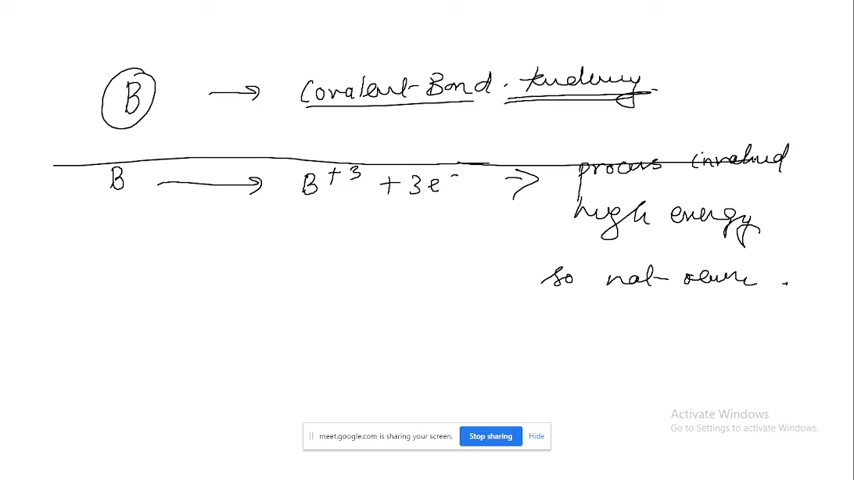 B → Covalent Bond. tendency.
B → B+3 + 3e- ⇒ process involved
high energy
so not occure.
Activate Windows
Go to Settings to activate Windows.
meet.google.com is sharing your screen. Stop sharing Hide